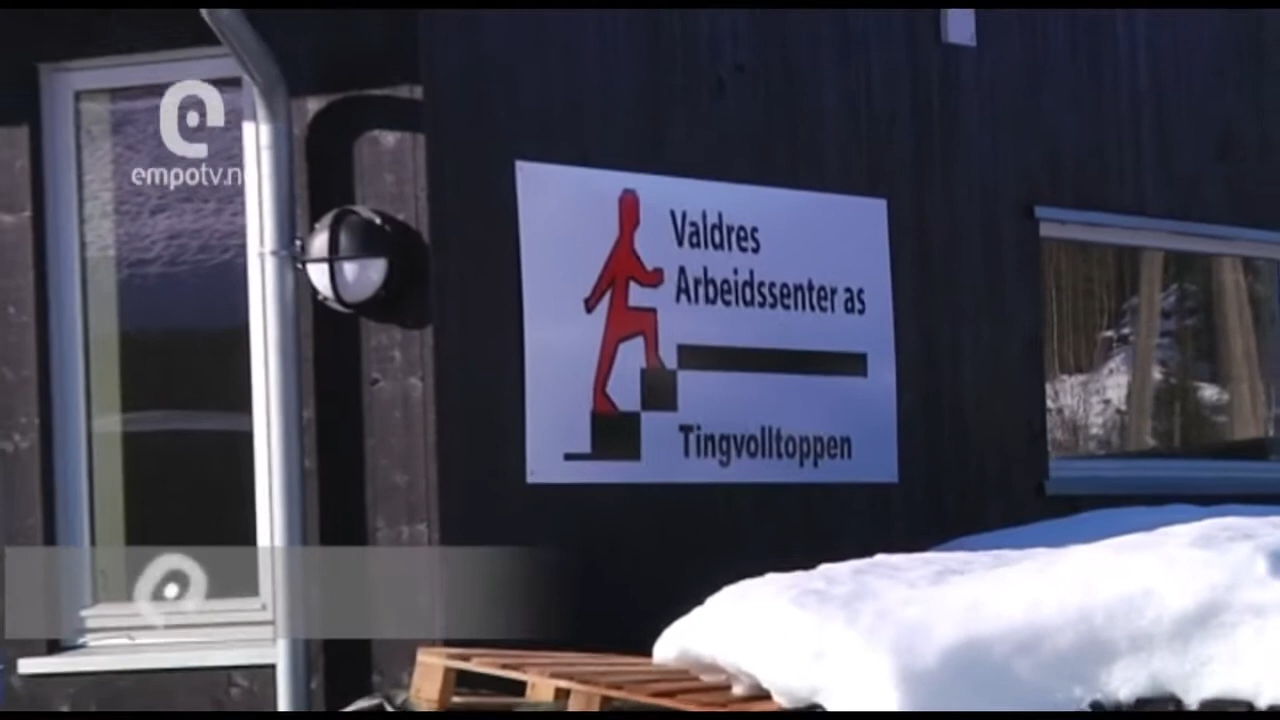 empotv.no
Valdres
Arbeidssenter as
Tingvolltoppen